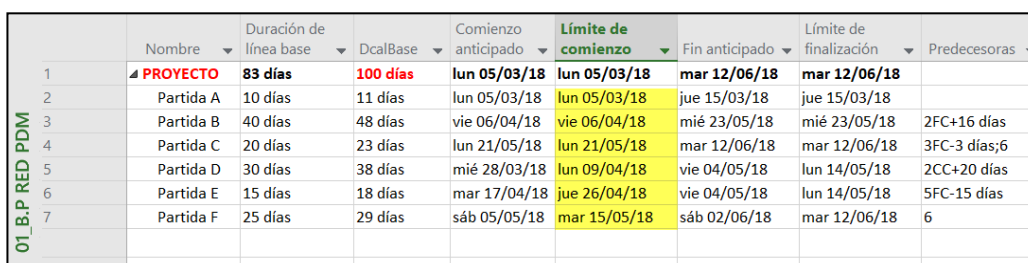 Nombre Duración de línea base DcalBase Comienzo anticipado Límite de comienzo Fin anticipado Límite de finalización Predecesoras
1 PROYECTO 83 días 100 días lun 05/03/18 lun 05/03/18 mar 12/06/18 mar 12/06/18
2 Partida A 10 días 11 días lun 05/03/18 lun 05/03/18 jue 15/03/18 jue 15/03/18
3 Partida B 40 días 48 días vie 06/04/18 vie 06/04/18 mié 23/05/18 mié 23/05/18 2FC+16 días
4 Partida C 20 días 23 días lun 21/05/18 lun 21/05/18 mar 12/06/18 mar 12/06/18 3FC-3 días;6
5 Partida D 30 días 38 días mié 28/03/18 lun 09/04/18 vie 04/05/18 lun 14/05/18 2CC+20 días
6 Partida E 15 días 18 días mar 17/04/18 jue 26/04/18 vie 04/05/18 lun 14/05/18 5FC-15 días
7 Partida F 25 días 29 días sáb 05/05/18 mar 15/05/18 sáb 02/06/18 mar 12/06/18 6
01_B.P RED PDM